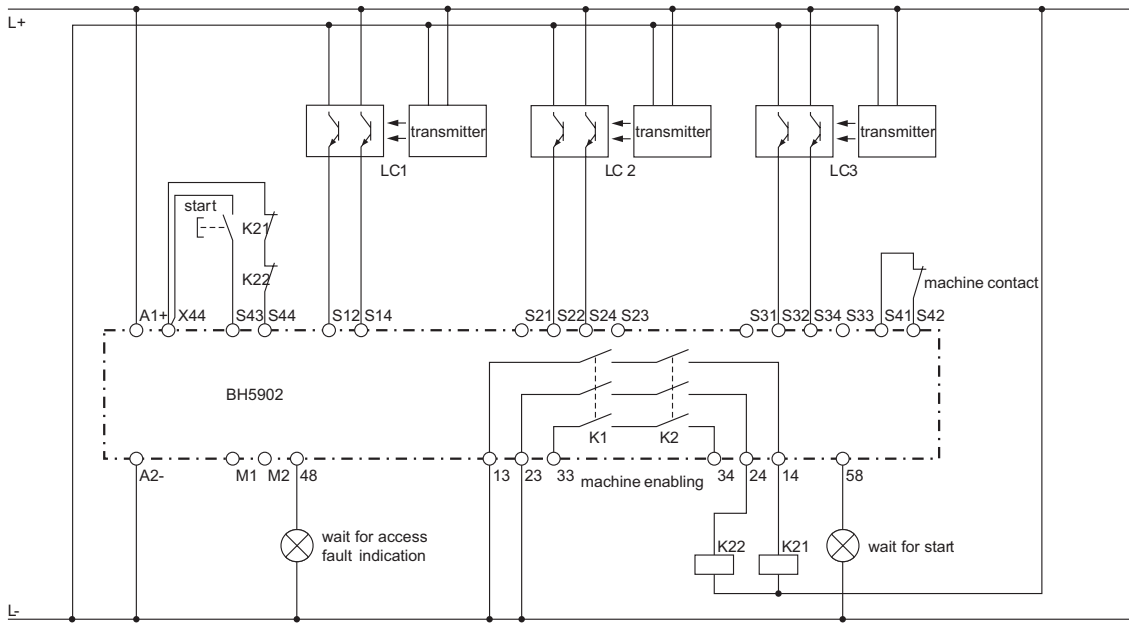 L+
transmitter
transmitter
transmitter
LC1
LC 2
LC3
start
K21
K22
machine contact
A1+ X44 S43 S44 S12 S14 S21 S22 S24 S23 S31 S32 S34 S33 S41 S42
BH5902
K1 K2
A2- M1 M2 48 13 23 33 machine enabling 34 24 14 58
wait for access
fault indication
K22 K21
wait for start
L-